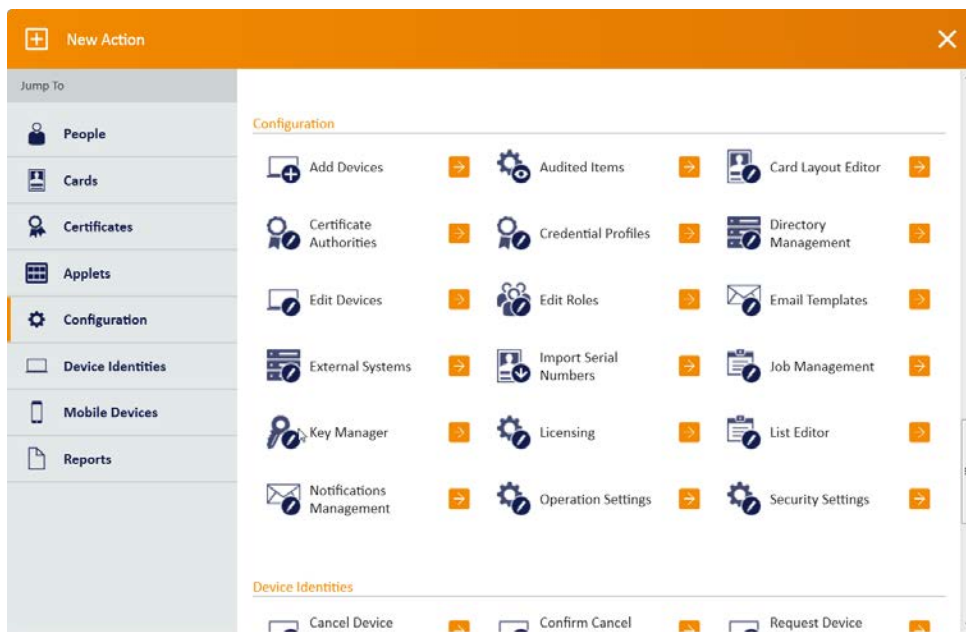 New Action
Jump To
People
Cards
Certificates
Applets
Configuration
Device Identities
Mobile Devices
Reports
Configuration
Add Devices
Audited Items
Card Layout Editor
Certificate
Authorities
Credential Profiles
Directory
Management
Edit Devices
Edit Roles
Email Templates
External Systems
Import Serial
Numbers
Job Management
Key Manager
Licensing
List Editor
Notifications
Management
Operation Settings
Security Settings
Device Identities
Cancel Device
Confirm Cancel
Request Device